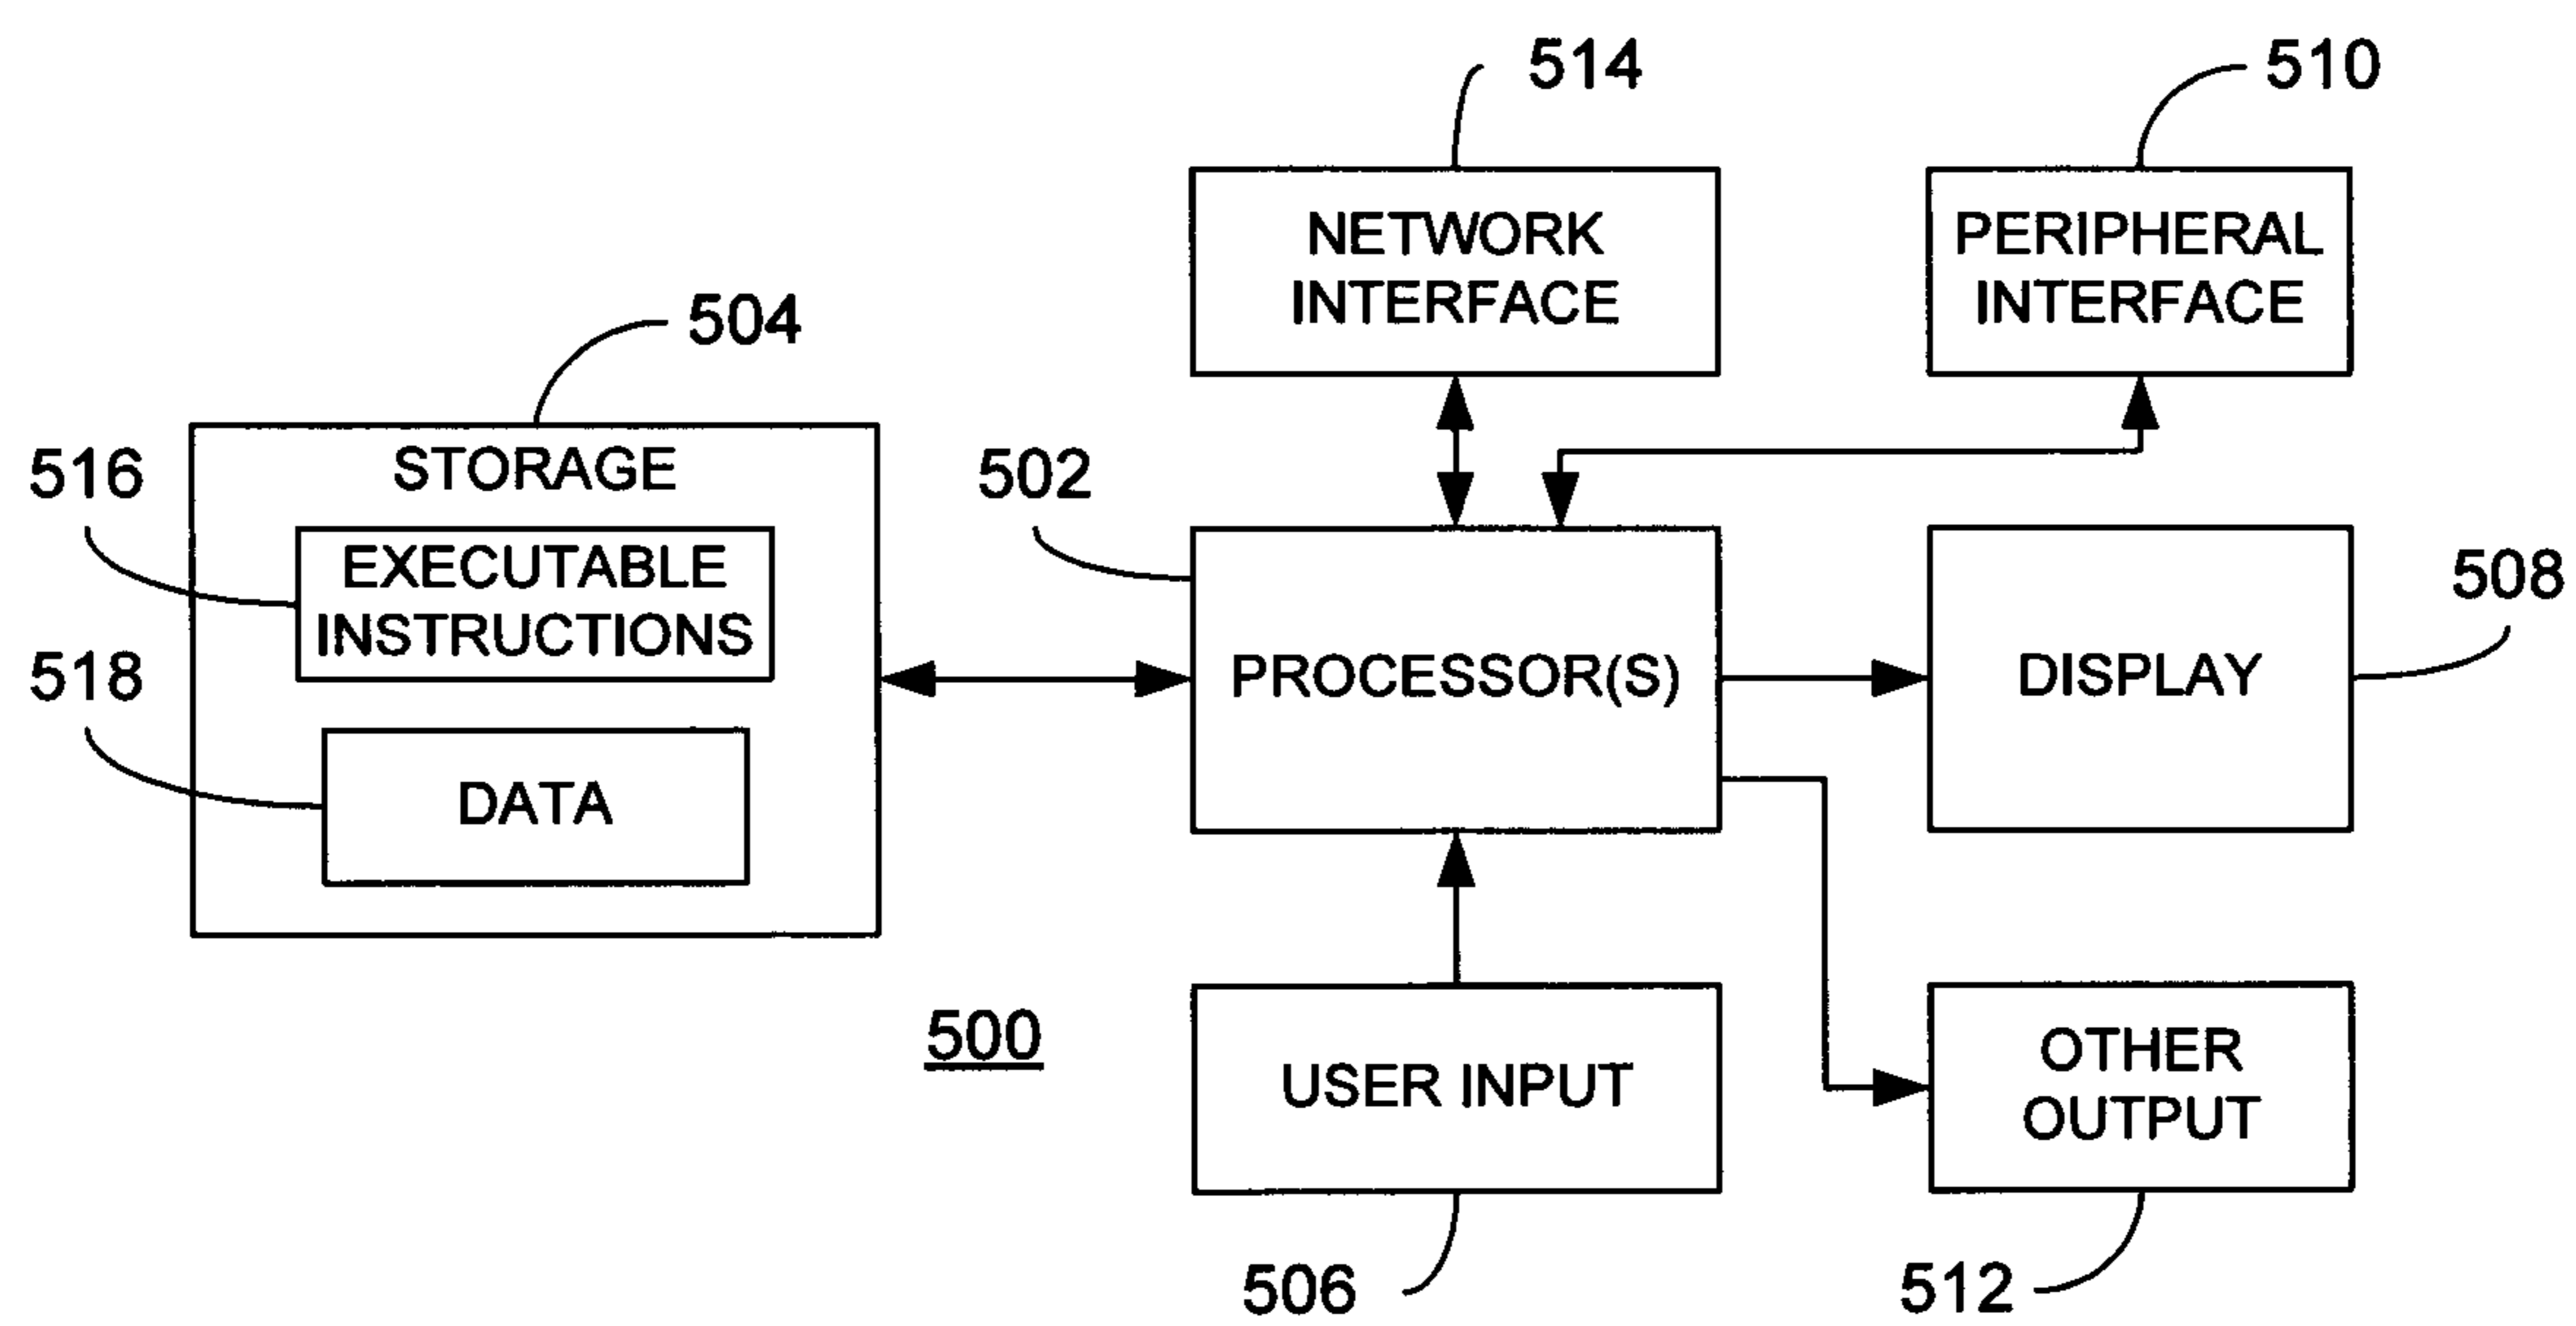 514
510
NETWORK
INTERFACE
PERIPHERAL
INTERFACE
504
STORAGE
516
EXECUTABLE
INSTRUCTIONS
518
DATA
502
PROCESSOR(S)
DISPLAY
508
500
USER INPUT
OTHER
OUTPUT
506
512